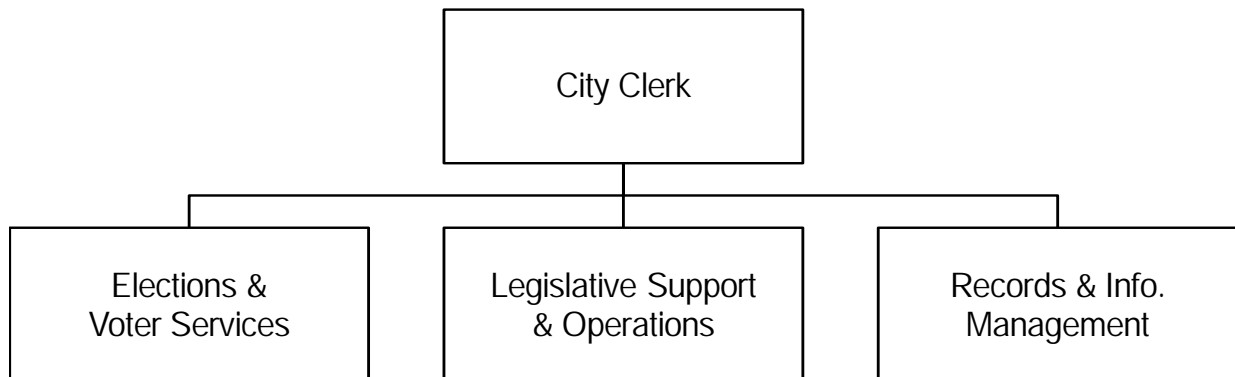 City Clerk
Elections &
Voter Services
Legislative Support
& Operations
Records & Info.
Management